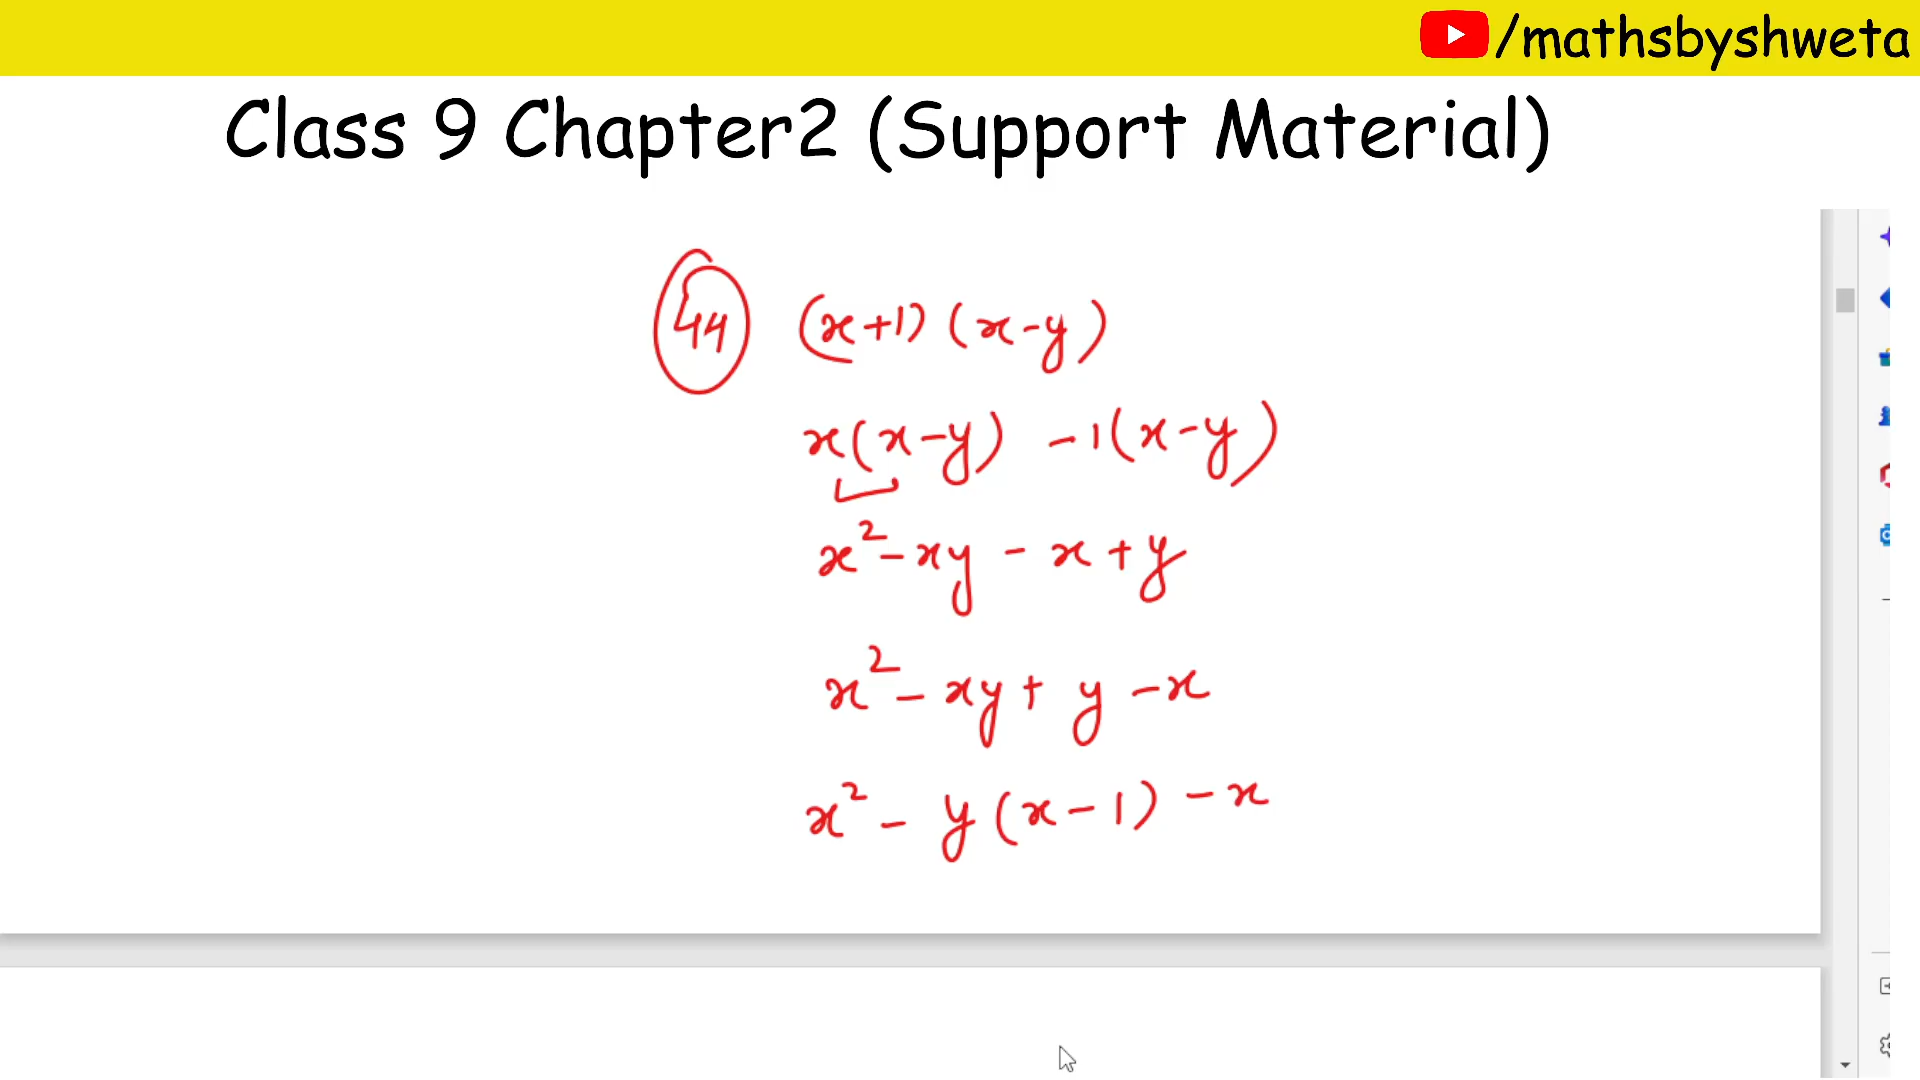 /mathsbyshweta
Class 9 Chapter2 (Support Material)
44 (x+1) (x-y)
x(x-y) -1(x-y)
x² - xy - x + y
x² - xy + y - x
x² - y (x-1) - x